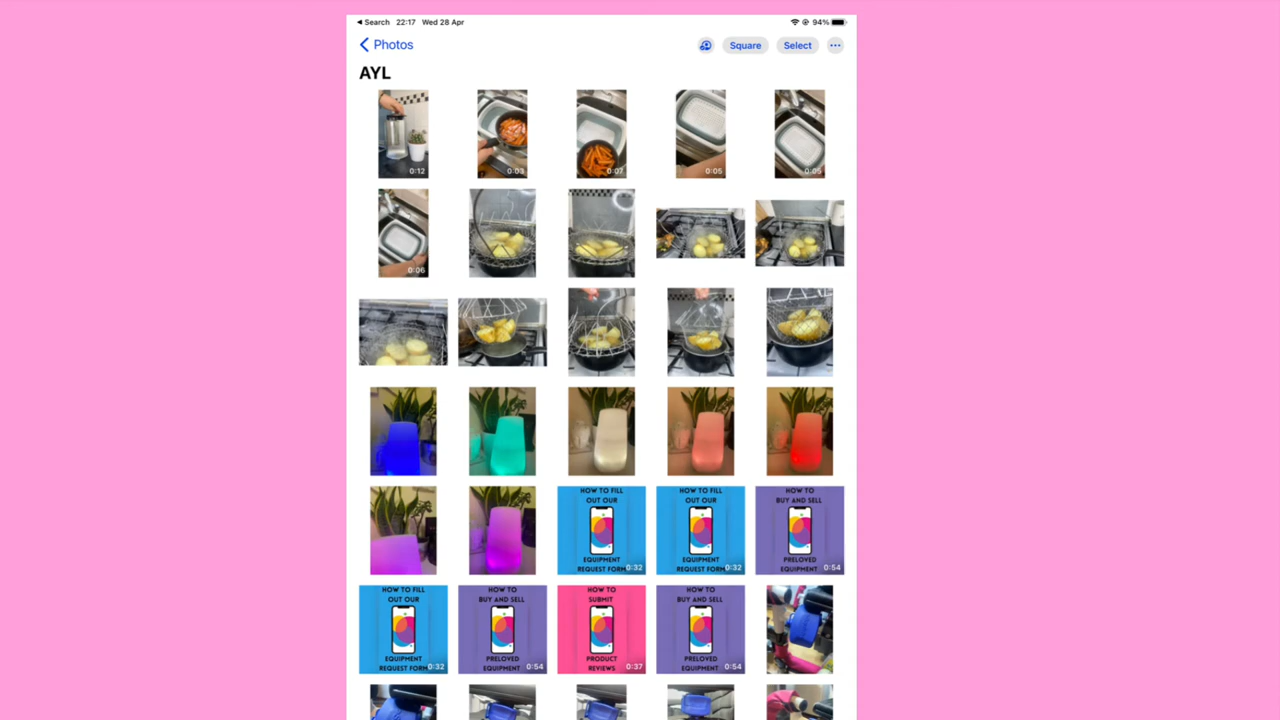 Search 22:17 Wed 28 Apr 94%
Photos Square Select
AYL
0:12 0:03 0:07 0:05 0:05
0:06
HOW TO FILL
OUT OUR
EQUIPMENT
REQUEST FORM 0:32
HOW TO FILL
OUT OUR
EQUIPMENT
REQUEST FORM 0:32
HOW TO
BUY AND SELL
PRELOVED
EQUIPMENT 0:54
HOW TO FILL
OUT OUR
EQUIPMENT
REQUEST FORM 0:32
HOW TO
BUY AND SELL
PRELOVED
EQUIPMENT 0:54
HOW TO
SUBMIT
PRODUCT
REVIEWS 0:37
HOW TO
BUY AND SELL
PRELOVED
EQUIPMENT 0:54